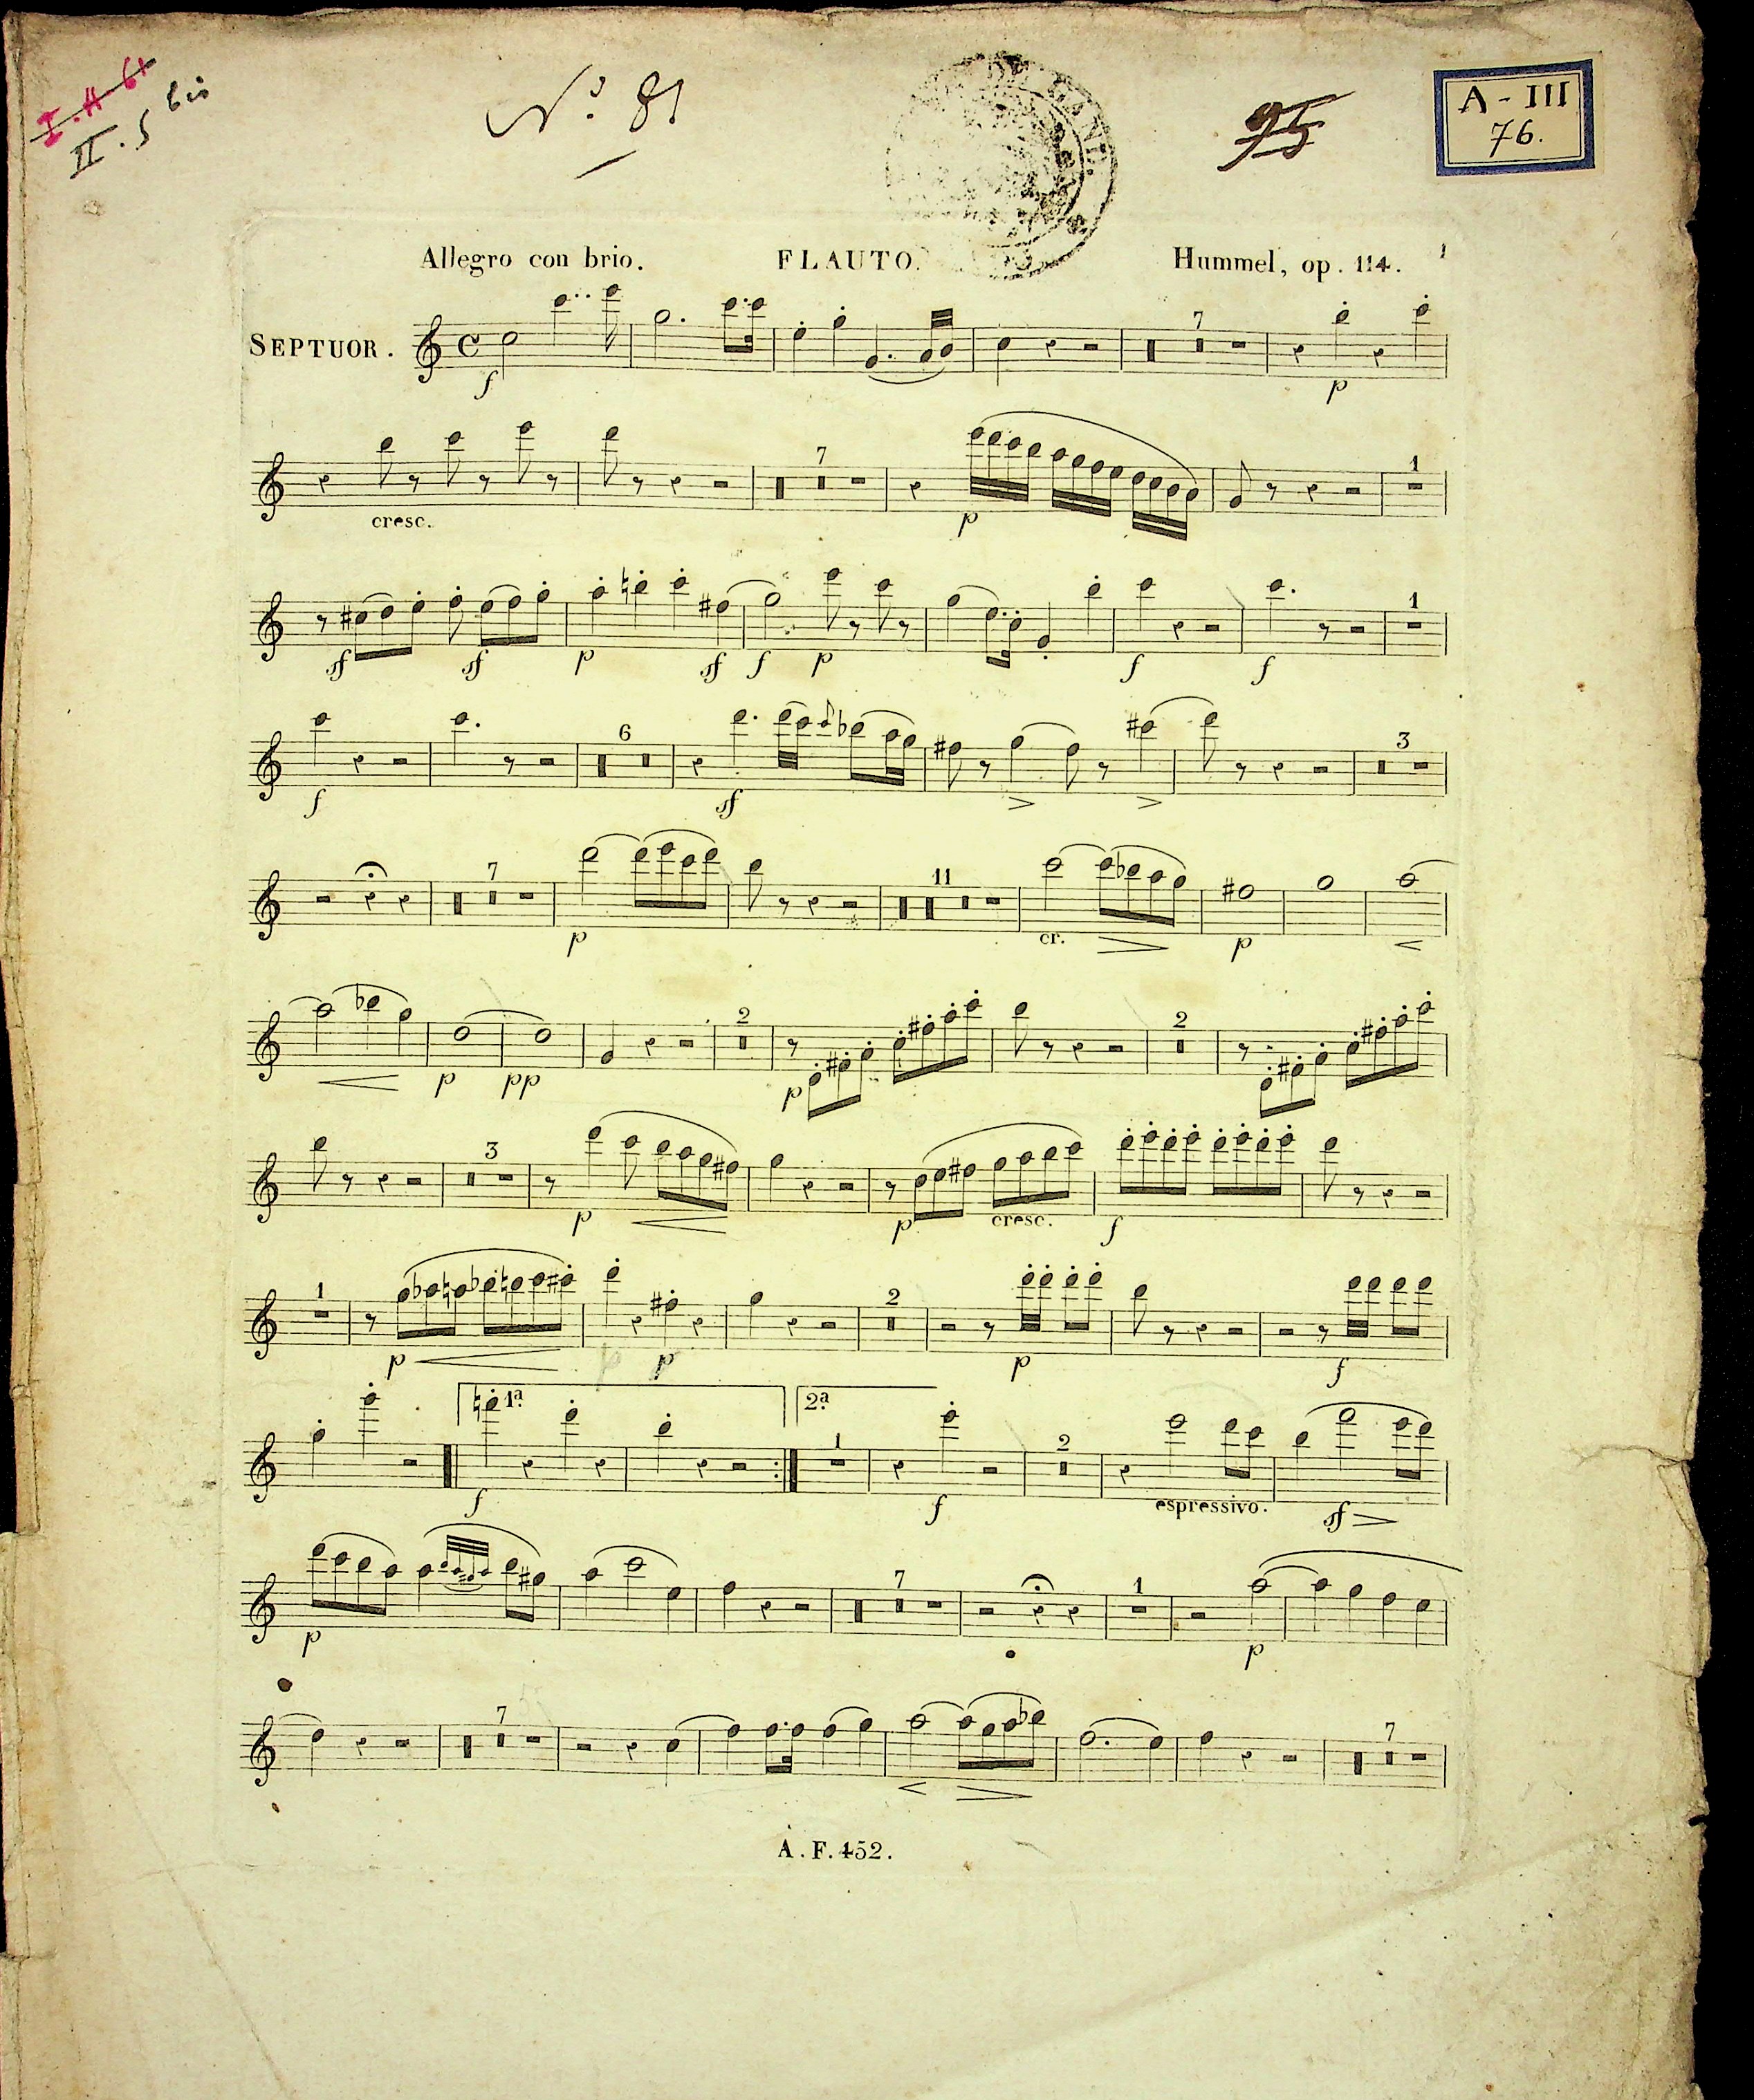 I. H 61
II. 5 bis
Nº. 81
95
A - III
76.
Allegro con brio.
FLAUTO.
Hummel, op. 114.
1
SEPTUOR.
f
7
p
cresc.
7
p
1
sf sf p sf f p f f
1
f
6
sf
3
7
p
11
cr.
p
p pp
2
p
2
3
p
p cresc. f
1
p p
2
p f
1ª.
2ª.
1
f f
2
espressivo. sf
p
7
1
p
7
7
A. F. 452.